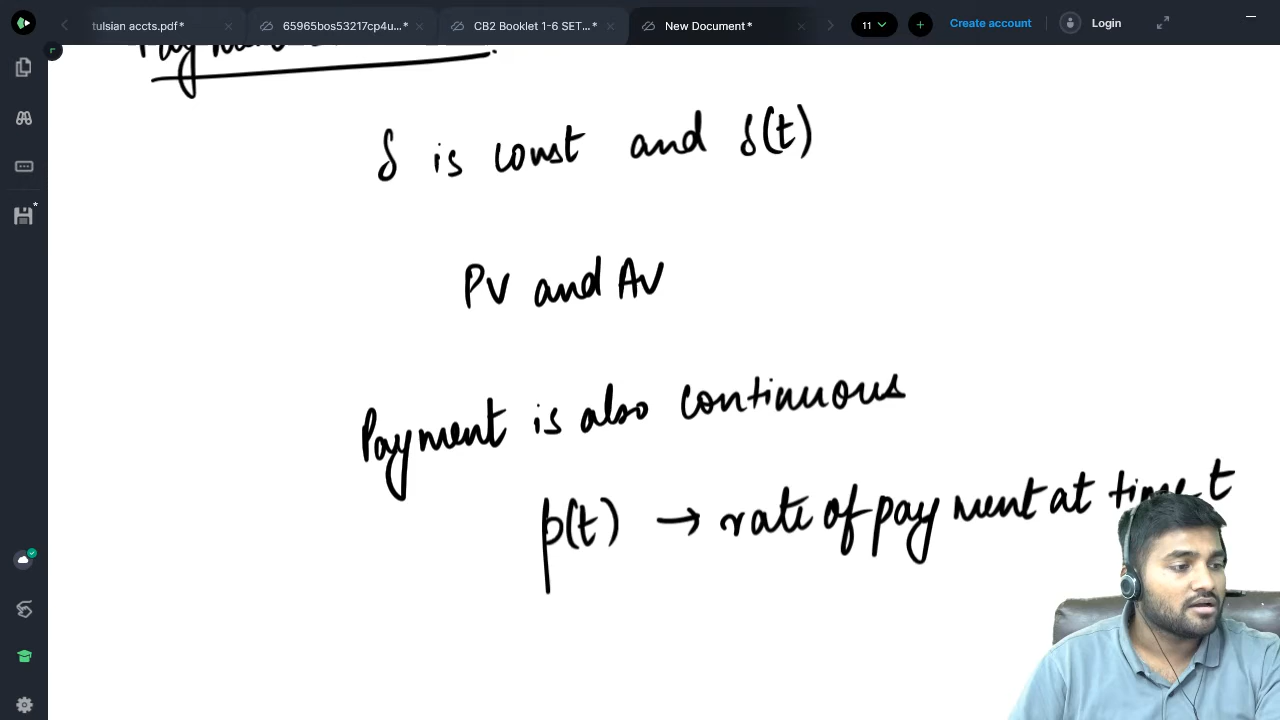 tulsian accts.pdf*
65965bos53217cp4u...*
CB2 Booklet 1-6 SET...*
New Document*
11
Create account
Login
δ is const and δ(t)
PV and AV
Payment is also continuous
ρ(t) → rate of payment at time t